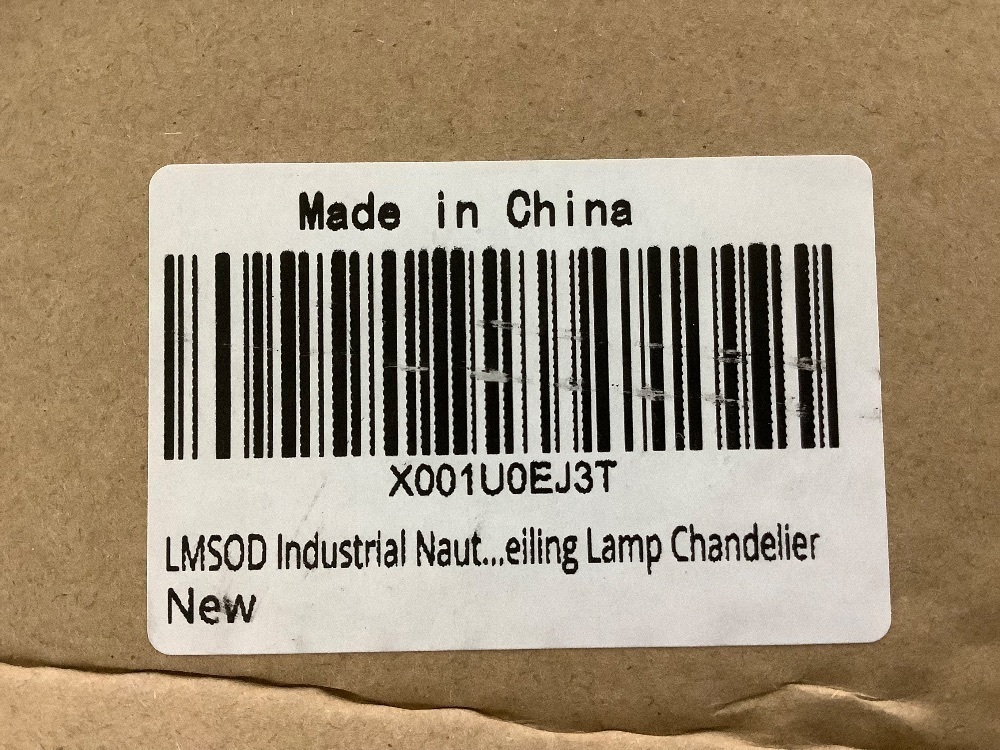 Made in China
X001U0EJ3T
LMSOD Industrial Naut...eiling Lamp Chandelier
New